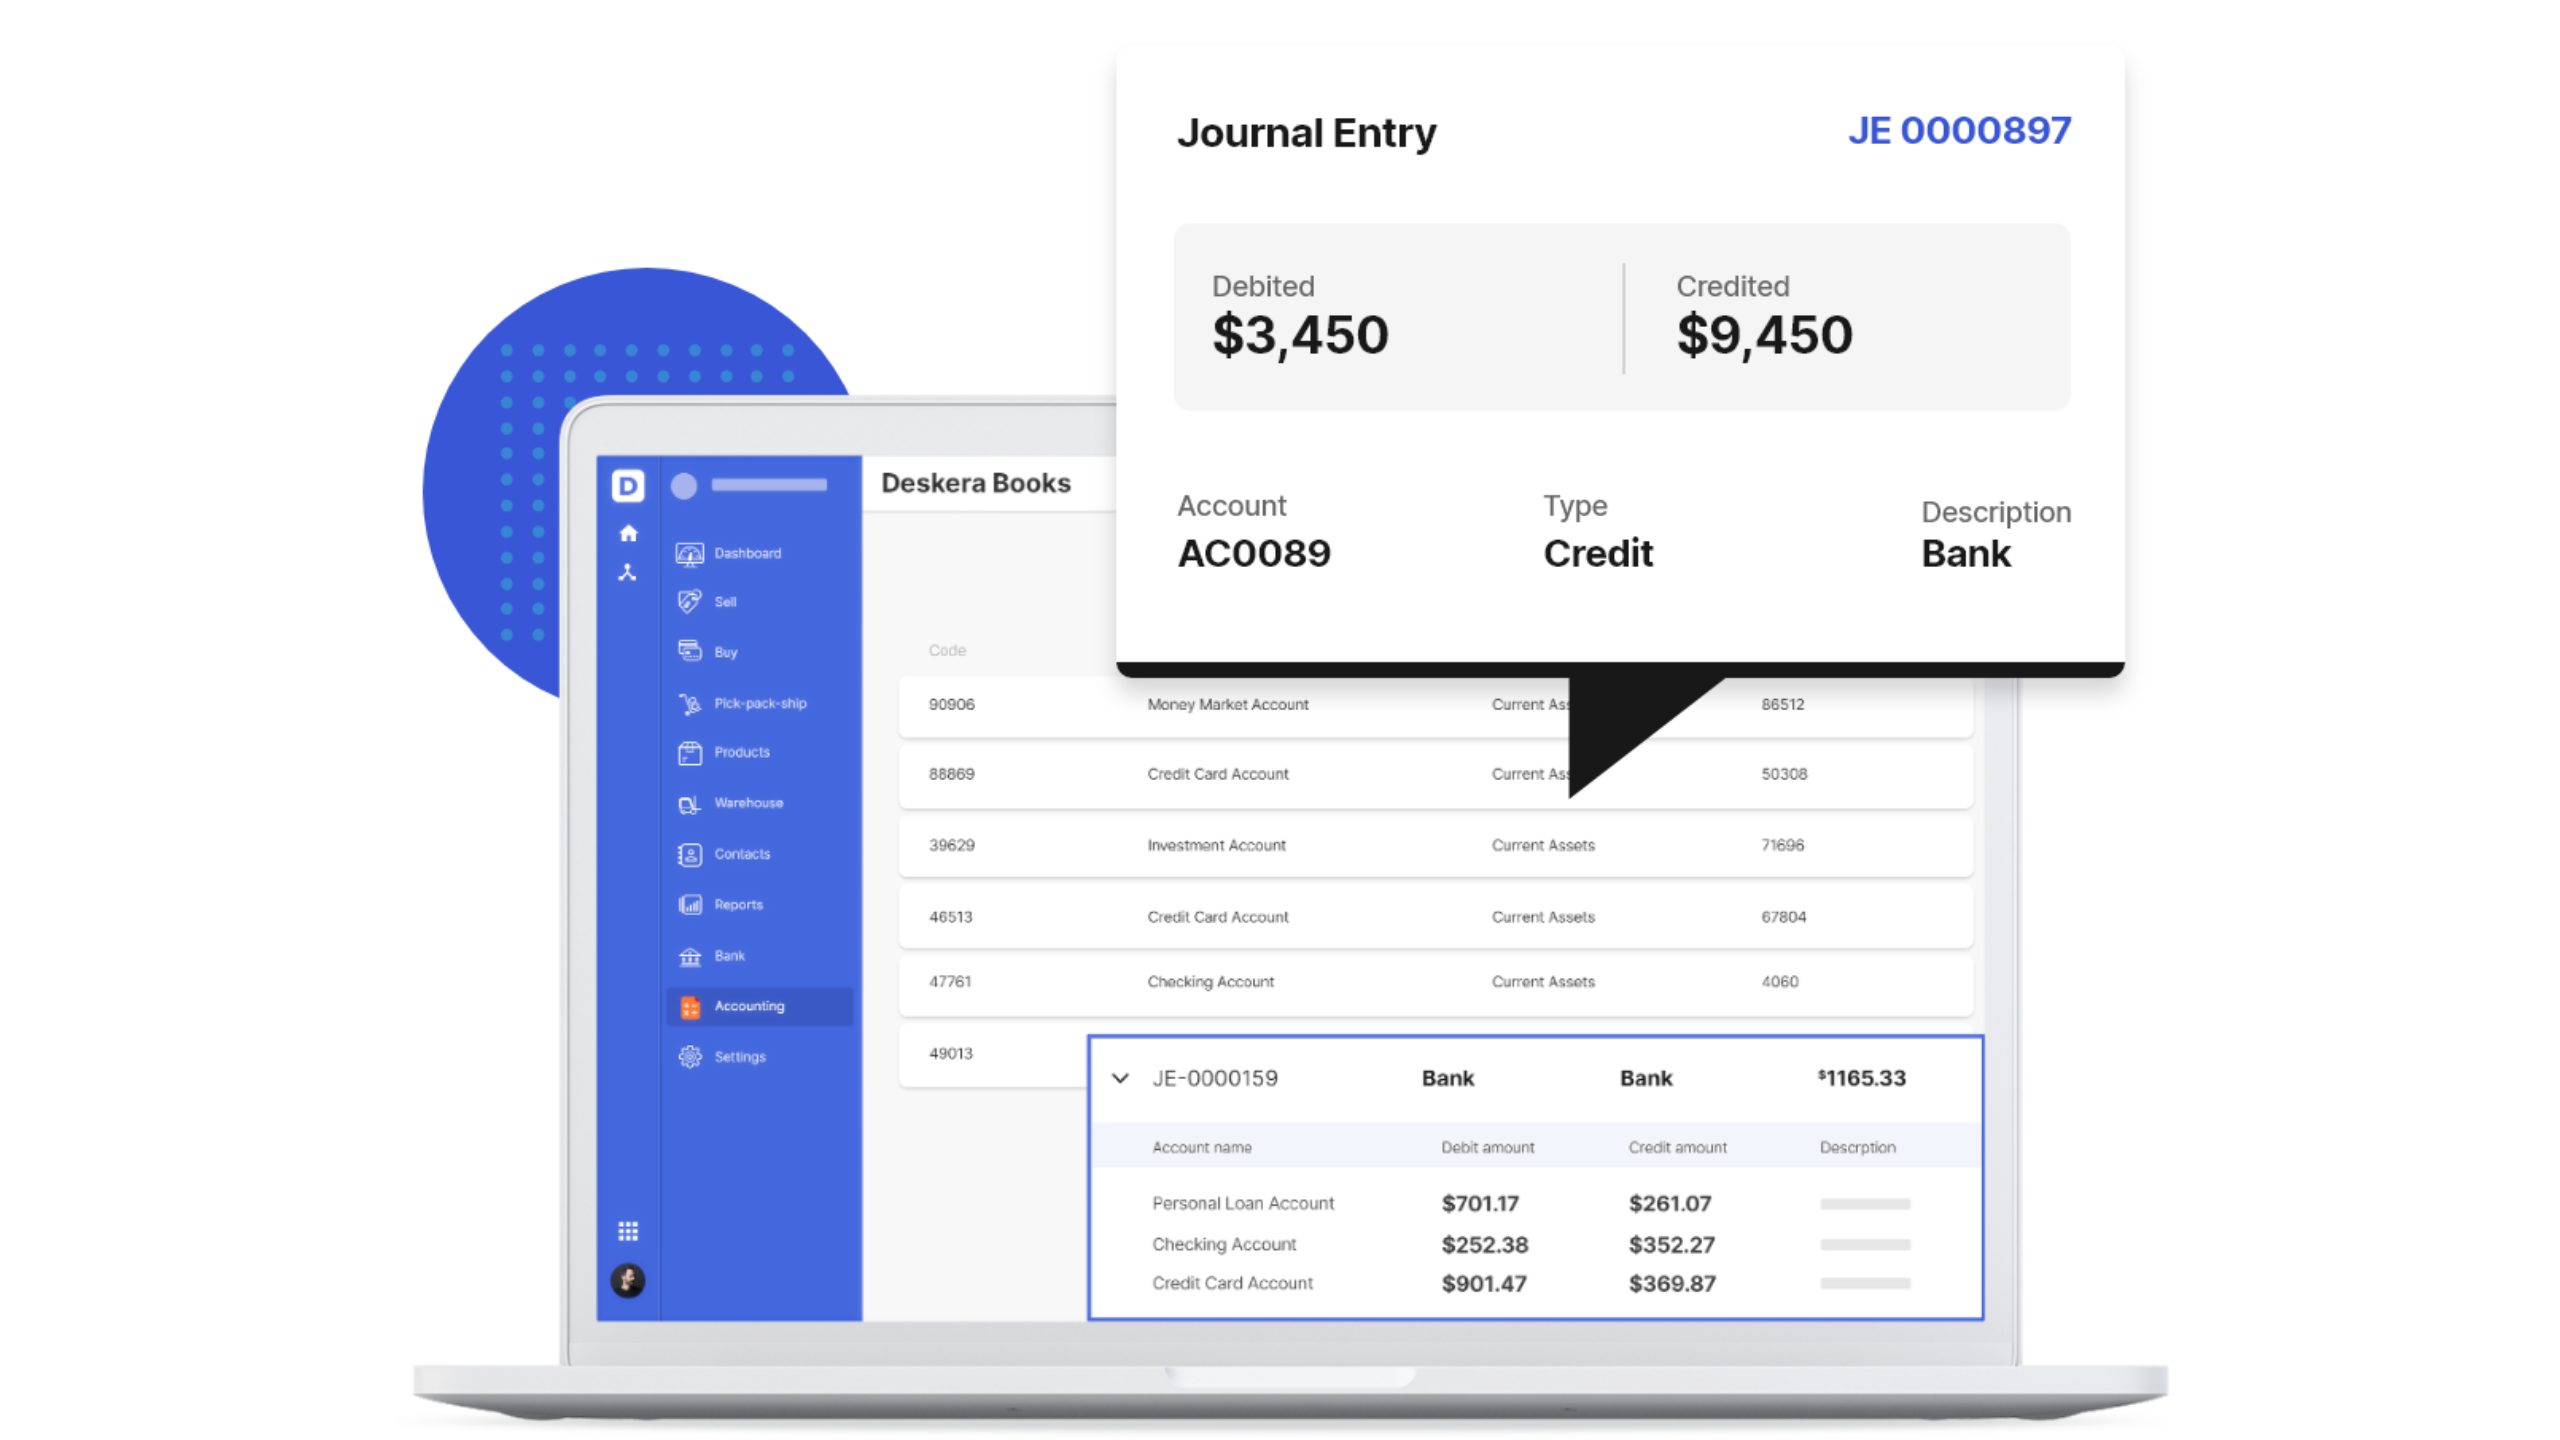 Journal Entry JE 0000897
Debited Credited
$3,450 $9,450
Account Type Description
AC0089 Credit Bank
D
Deskera Books
Dashboard
Sell
Buy
Pick-pack-ship
Products
Warehouse
Contacts
Reports
Bank
Accounting
Settings
Code
90906 Money Market Account Current Ass 86512
88869 Credit Card Account Current Ass 50308
39629 Investment Account Current Assets 71696
46513 Credit Card Account Current Assets 67804
47761 Checking Account Current Assets 4060
49013
JE-0000159 Bank Bank $1165.33
Account name Debit amount Credit amount Descrption
Personal Loan Account $701.17 $261.07
Checking Account $252.38 $352.27
Credit Card Account $901.47 $369.87